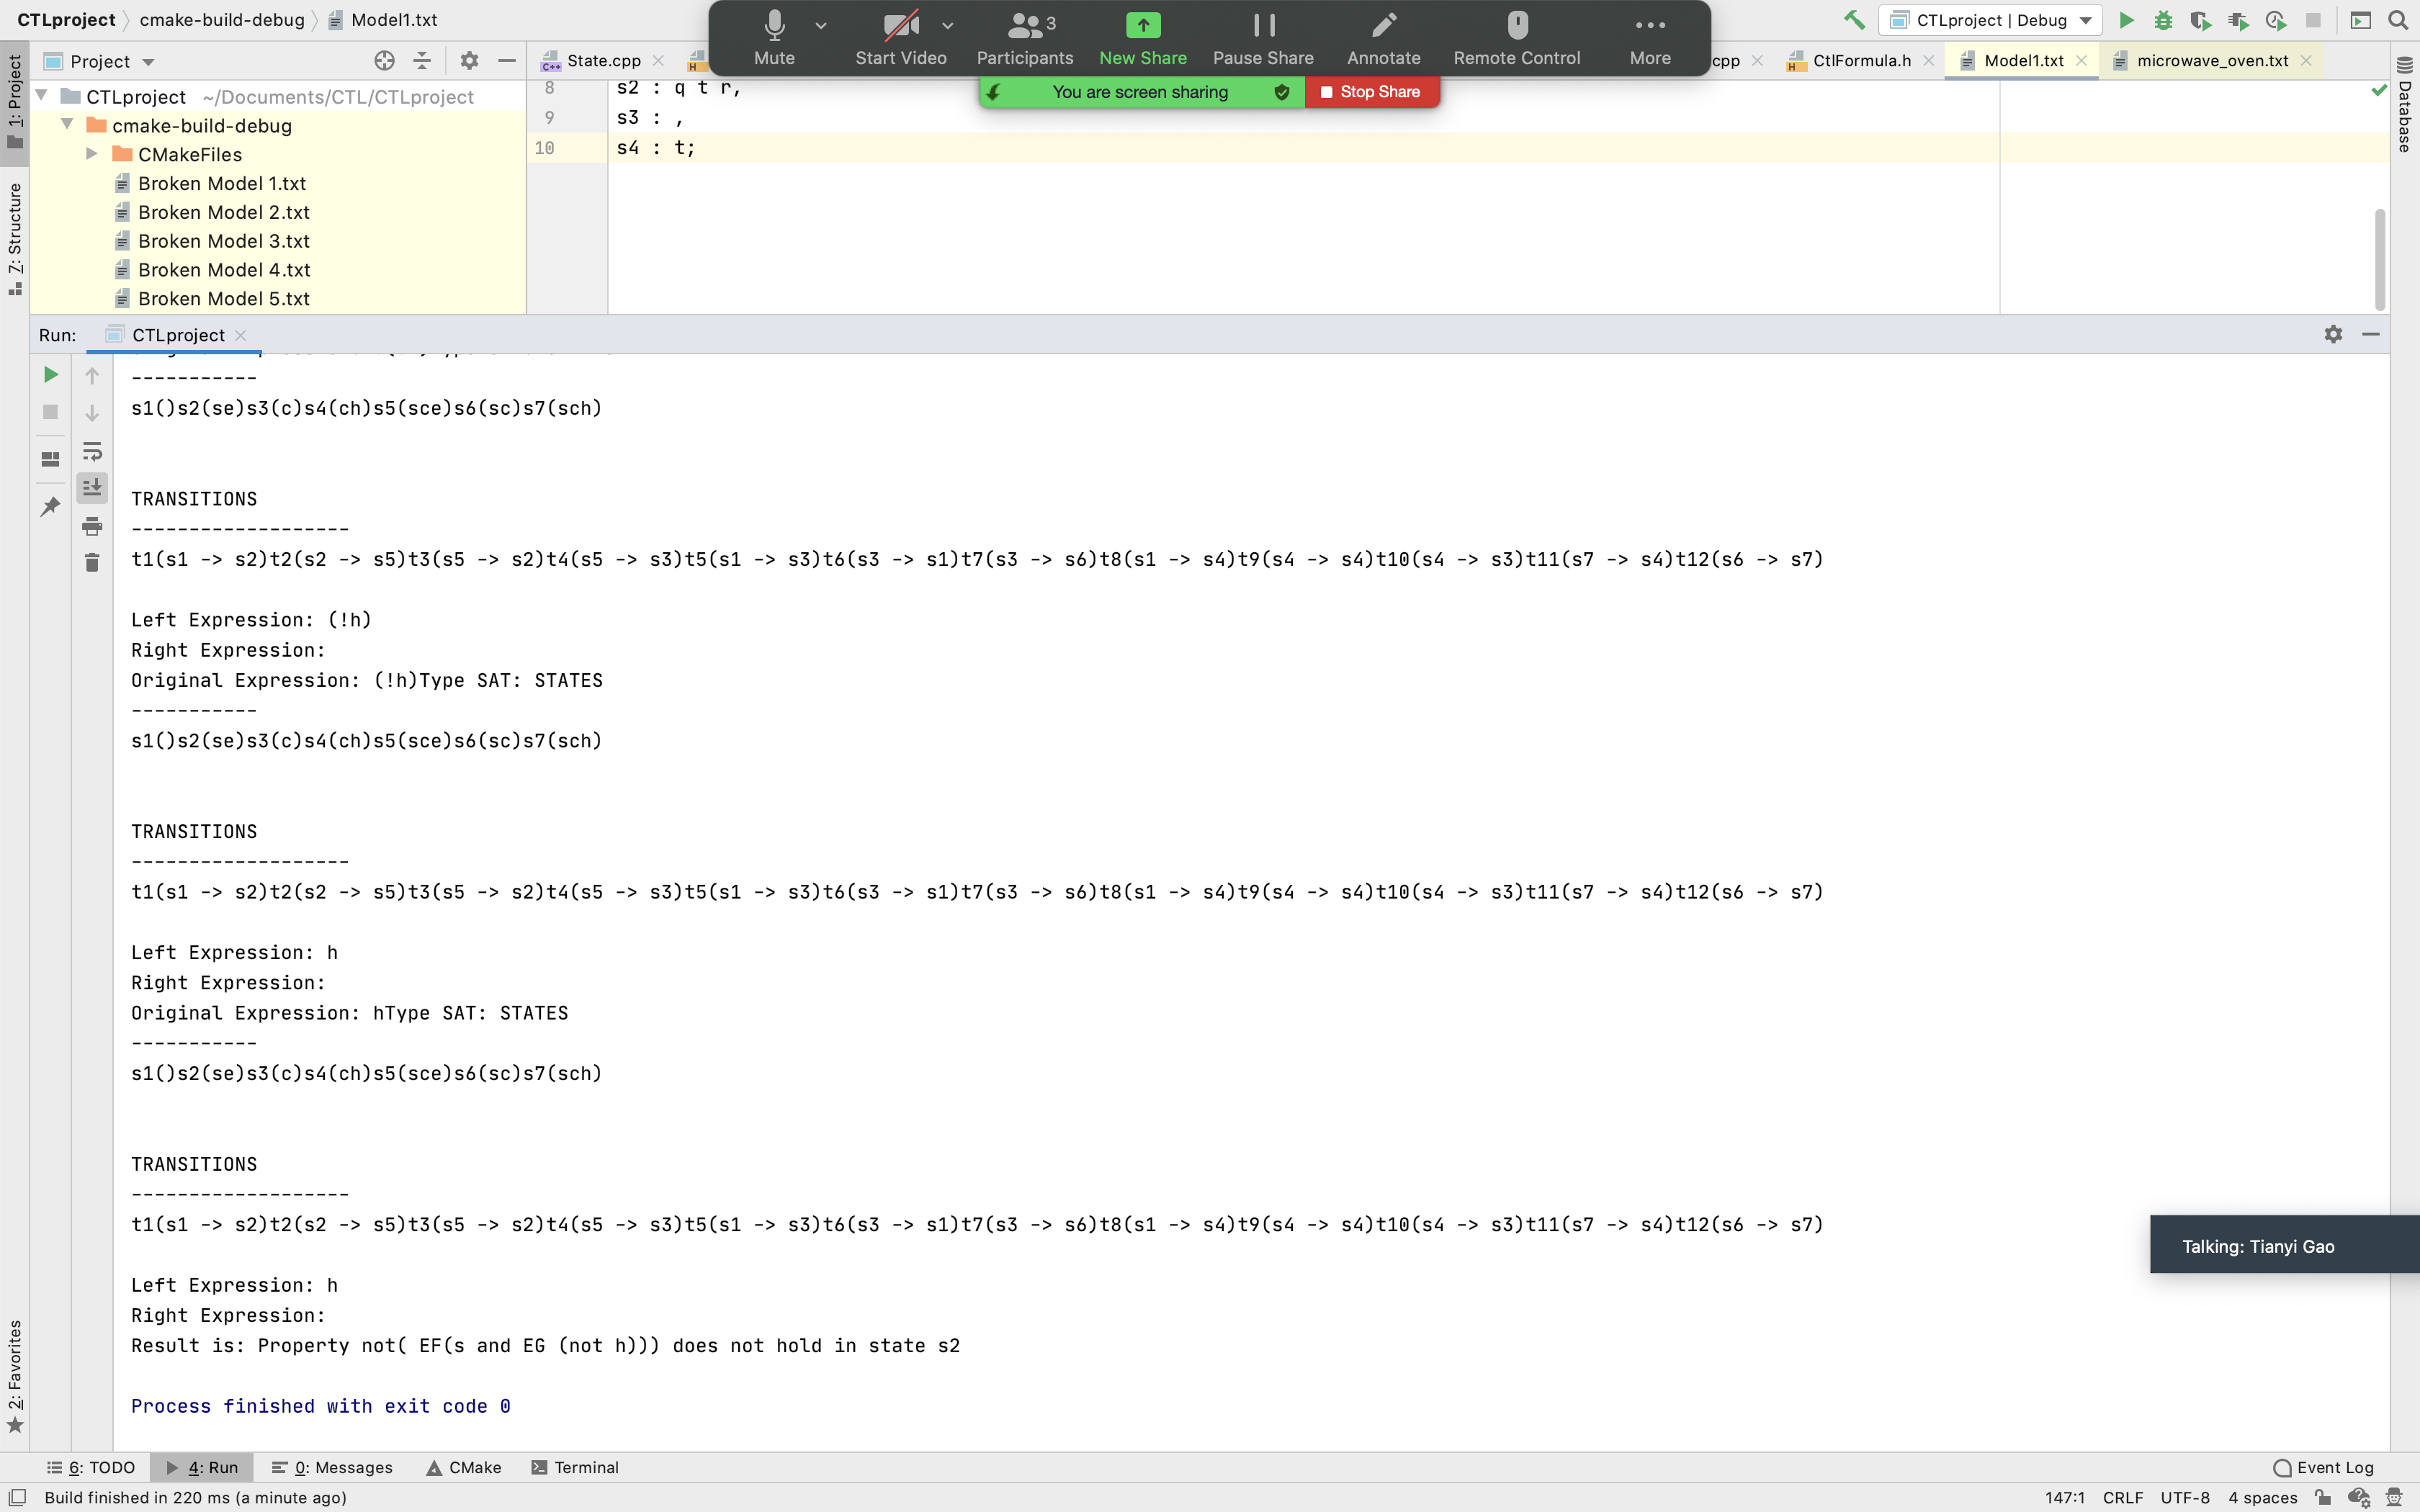 CTLproject
cmake-build-debug
Model1.txt
Mute
Start Video
3
Participants
New Share
Pause Share
Annotate
Remote Control
More
CTLproject | Debug
Project
State.cpp
cpp
CtlFormula.h
Model1.txt
microwave_oven.txt
You are screen sharing
Stop Share
1: Project
Z: Structure
2: Favorites
Database
CTLproject ~/Documents/CTL/CTLproject
cmake-build-debug
CMakeFiles
Broken Model 1.txt
Broken Model 2.txt
Broken Model 3.txt
Broken Model 4.txt
Broken Model 5.txt
8 s2 : q t r,
9 s3 : ,
10 s4 : t;
Run: CTLproject
-----------
s1()s2(se)s3(c)s4(ch)s5(sce)s6(sc)s7(sch)
TRANSITIONS
-------------------
t1(s1 -> s2)t2(s2 -> s5)t3(s5 -> s2)t4(s5 -> s3)t5(s1 -> s3)t6(s3 -> s1)t7(s3 -> s6)t8(s1 -> s4)t9(s4 -> s4)t10(s4 -> s3)t11(s7 -> s4)t12(s6 -> s7)
Left Expression: (!h)
Right Expression:
Original Expression: (!h)Type SAT: STATES
-----------
s1()s2(se)s3(c)s4(ch)s5(sce)s6(sc)s7(sch)
TRANSITIONS
-------------------
t1(s1 -> s2)t2(s2 -> s5)t3(s5 -> s2)t4(s5 -> s3)t5(s1 -> s3)t6(s3 -> s1)t7(s3 -> s6)t8(s1 -> s4)t9(s4 -> s4)t10(s4 -> s3)t11(s7 -> s4)t12(s6 -> s7)
Left Expression: h
Right Expression:
Original Expression: hType SAT: STATES
-----------
s1()s2(se)s3(c)s4(ch)s5(sce)s6(sc)s7(sch)
TRANSITIONS
-------------------
t1(s1 -> s2)t2(s2 -> s5)t3(s5 -> s2)t4(s5 -> s3)t5(s1 -> s3)t6(s3 -> s1)t7(s3 -> s6)t8(s1 -> s4)t9(s4 -> s4)t10(s4 -> s3)t11(s7 -> s4)t12(s6 -> s7)
Talking: Tianyi Gao
Left Expression: h
Right Expression:
Result is: Property not( EF(s and EG (not h))) does not hold in state s2
Process finished with exit code 0
6: TODO
4: Run
0: Messages
CMake
Terminal
Event Log
Build finished in 220 ms (a minute ago)
147:1 CRLF UTF-8 4 spaces